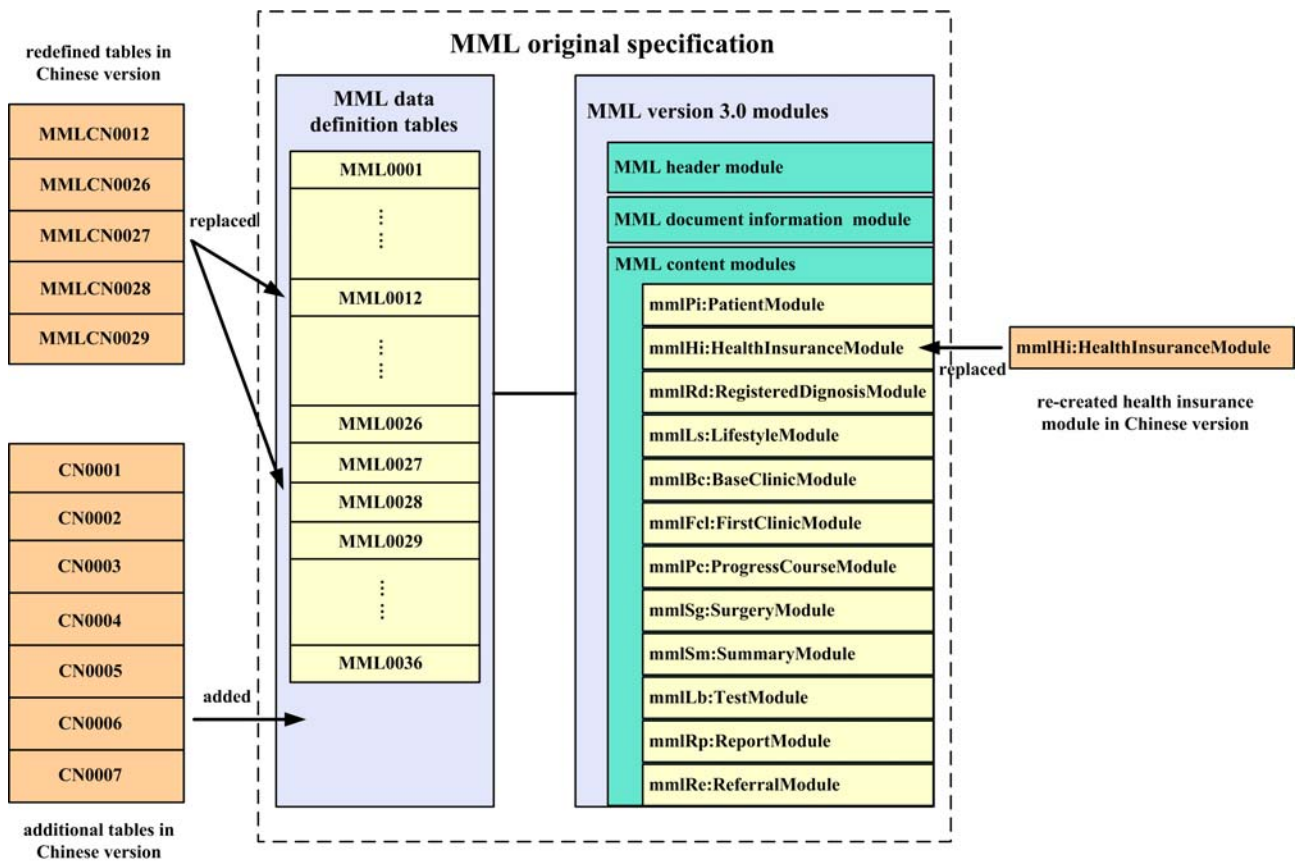 MML original specification
redefined tables in
Chinese version
MMLCN0012
MMLCN0026
MMLCN0027
MMLCN0028
MMLCN0029
replaced
CN0001
CN0002
CN0003
CN0004
CN0005
CN0006
CN0007
added
additional tables in
Chinese version
MML data
definition tables
MML0001
MML0012
MML0026
MML0027
MML0028
MML0029
MML0036
MML version 3.0 modules
MML header module
MML document information module
MML content modules
mmlPi:PatientModule
mmlHi:HealthInsuranceModule
mmlRd:RegisteredDignosisModule
mmlLs:LifestyleModule
mmlBc:BaseClinicModule
mmlFcl:FirstClinicModule
mmlPc:ProgressCourseModule
mmlSg:SurgeryModule
mmlSm:SummaryModule
mmlLb:TestModule
mmlRp:ReportModule
mmlRe:ReferralModule
mmlHi:HealthInsuranceModule
replaced
re-created health insurance
module in Chinese version